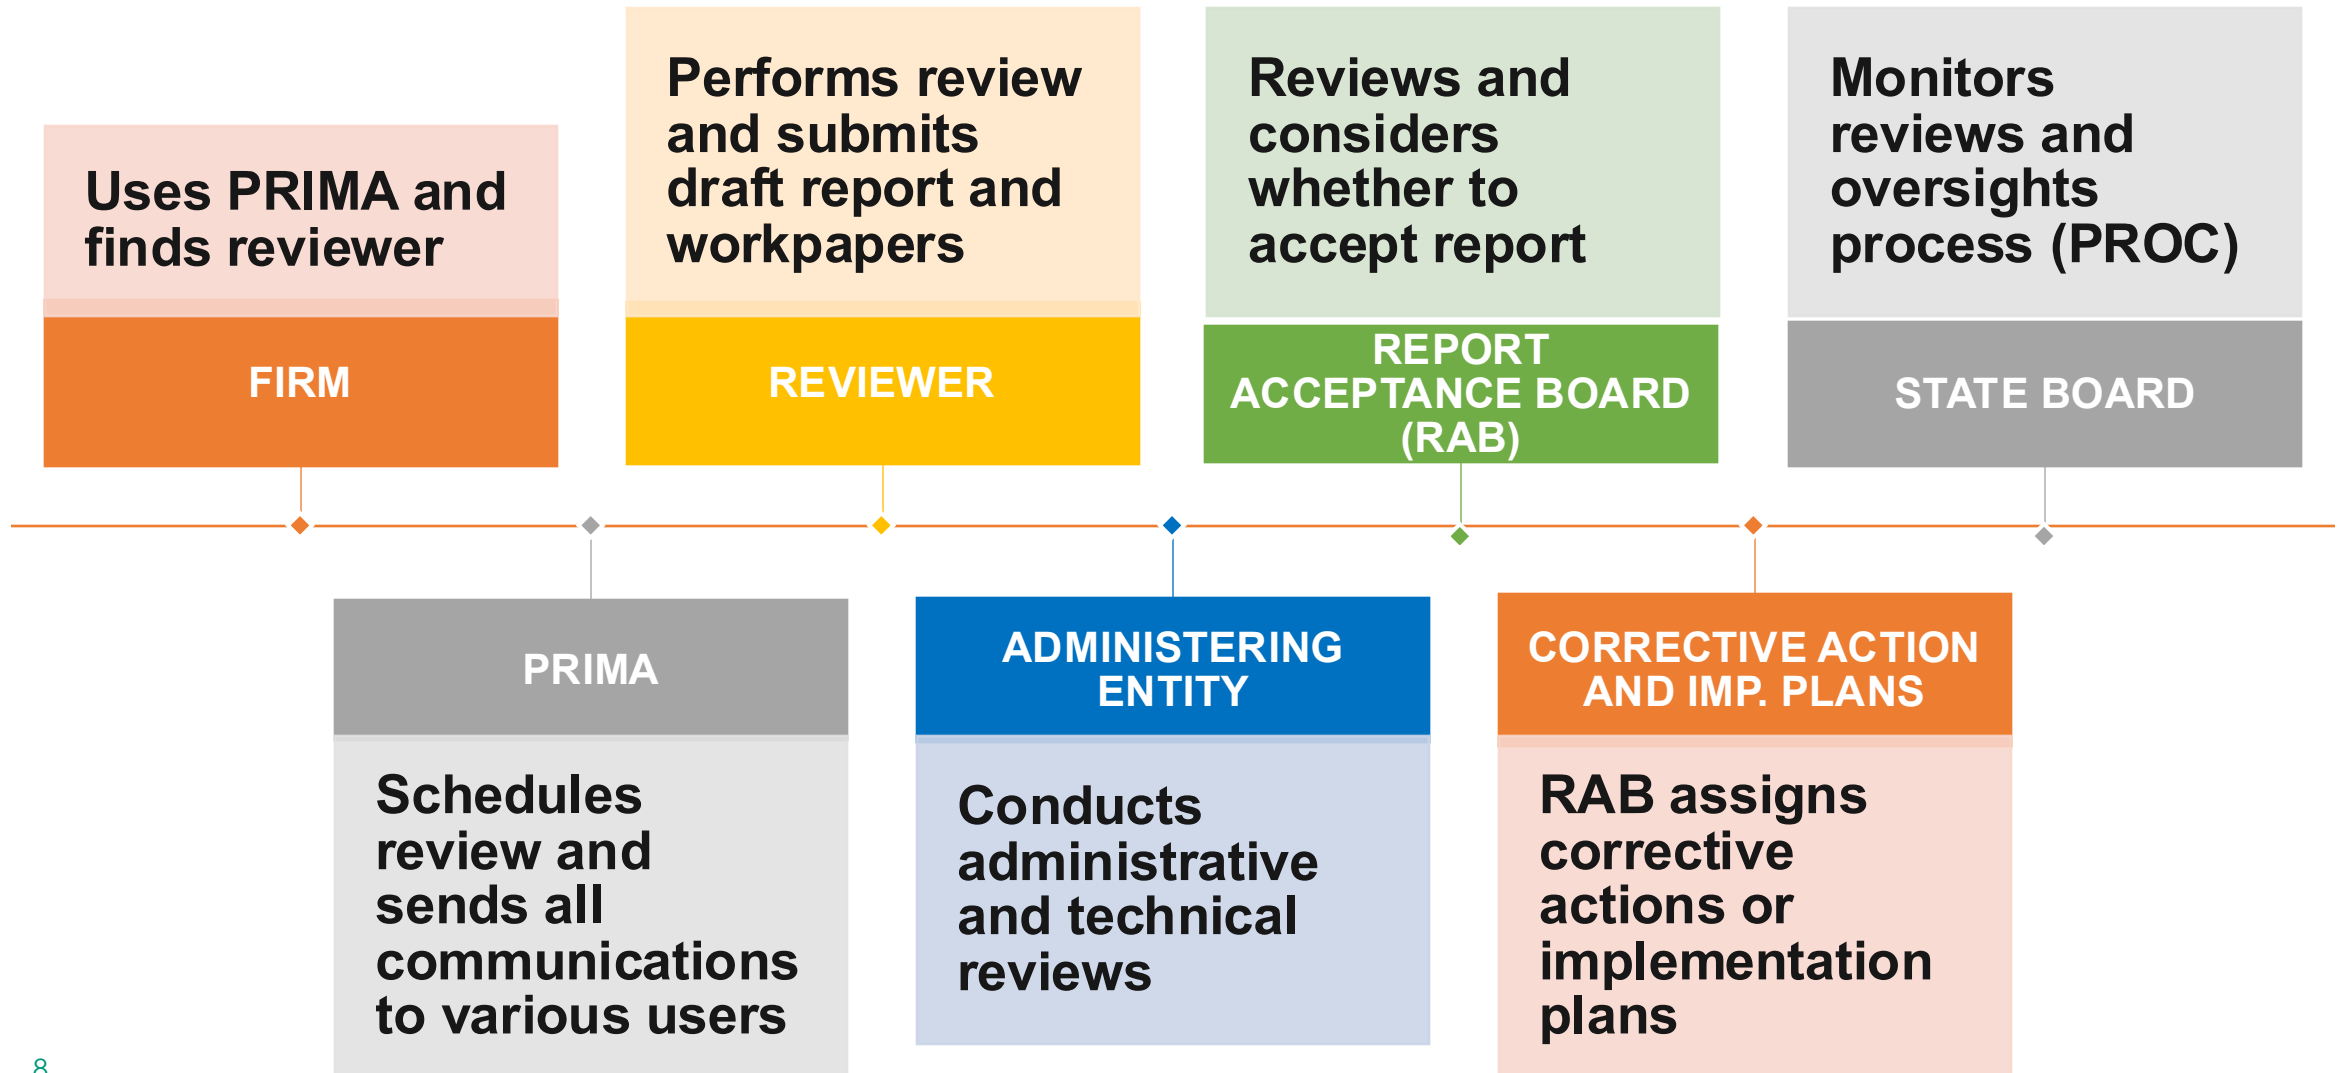 Uses PRIMA and
finds reviewer
FIRM
Schedules
review and
sends all
communications
to various users
PRIMA
Performs review
and submits
draft report and
workpapers
REVIEWER
ADMINISTERING
ENTITY
Conducts
administrative
and technical
reviews
Reviews and
considers
whether to
accept report
REPORT
ACCEPTANCE BOARD
(RAB)
CORRECTIVE ACTION
AND IMP. PLANS
RAB assigns
corrective
actions or
implementation
plans
Monitors
reviews and
oversights
process (PROC)
STATE BOARD
8